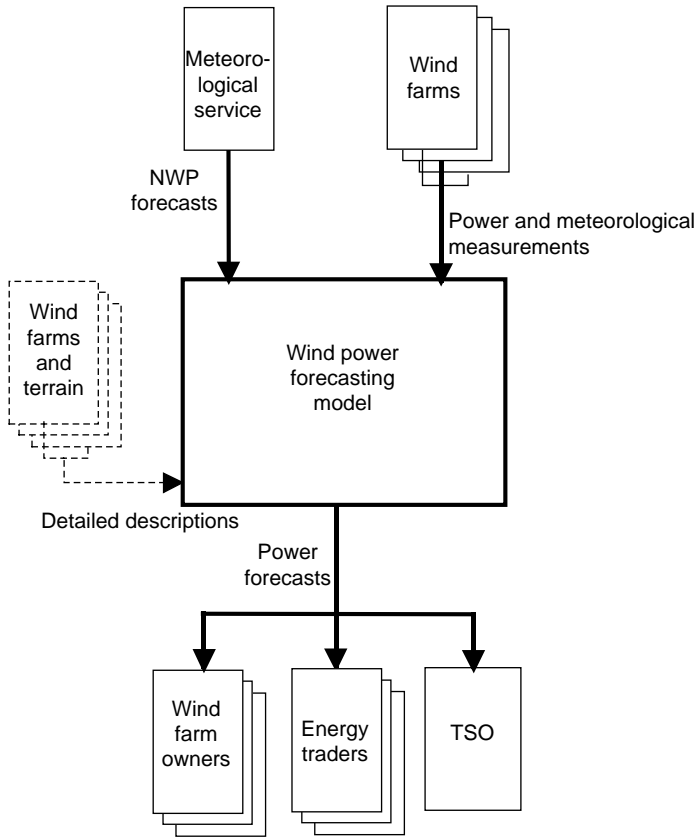 Meteoro-
logical
service
Wind
farms
NWP
forecasts
Power and meteorological
measurements
Wind
farms
and
terrain
Wind power
forecasting
model
Detailed descriptions
Power
forecasts
Wind
farm
owners
Energy
traders
TSO